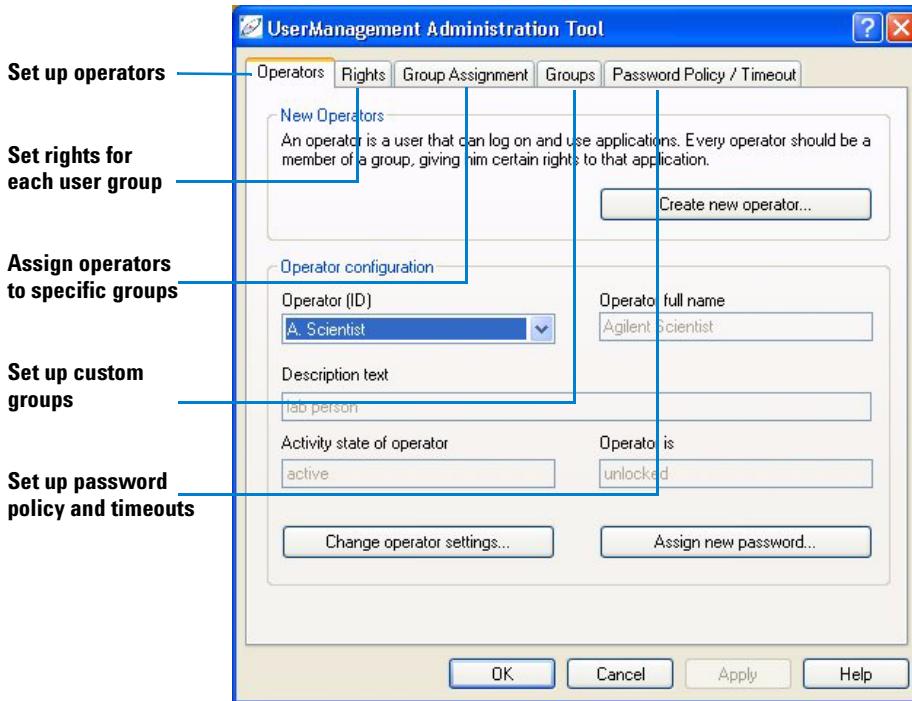 UserManagement Administration Tool
Set up operators
Operators
Rights
Group Assignment
Groups
Password Policy / Timeout
New Operators
An operator is a user that can log on and use applications. Every operator should be a
member of a group, giving him certain rights to that application.
Set rights for
each user group
Create new operator...
Assign operators
to specific groups
Operator configuration
Operator (ID)
Operator full name
A. Scientist
Agilent Scientist
Set up custom
groups
Description text
lab person
Activity state of operator
Operator is
active
unlocked
Set up password
policy and timeouts
Change operator settings...
Assign new password...
OK
Cancel
Apply
Help